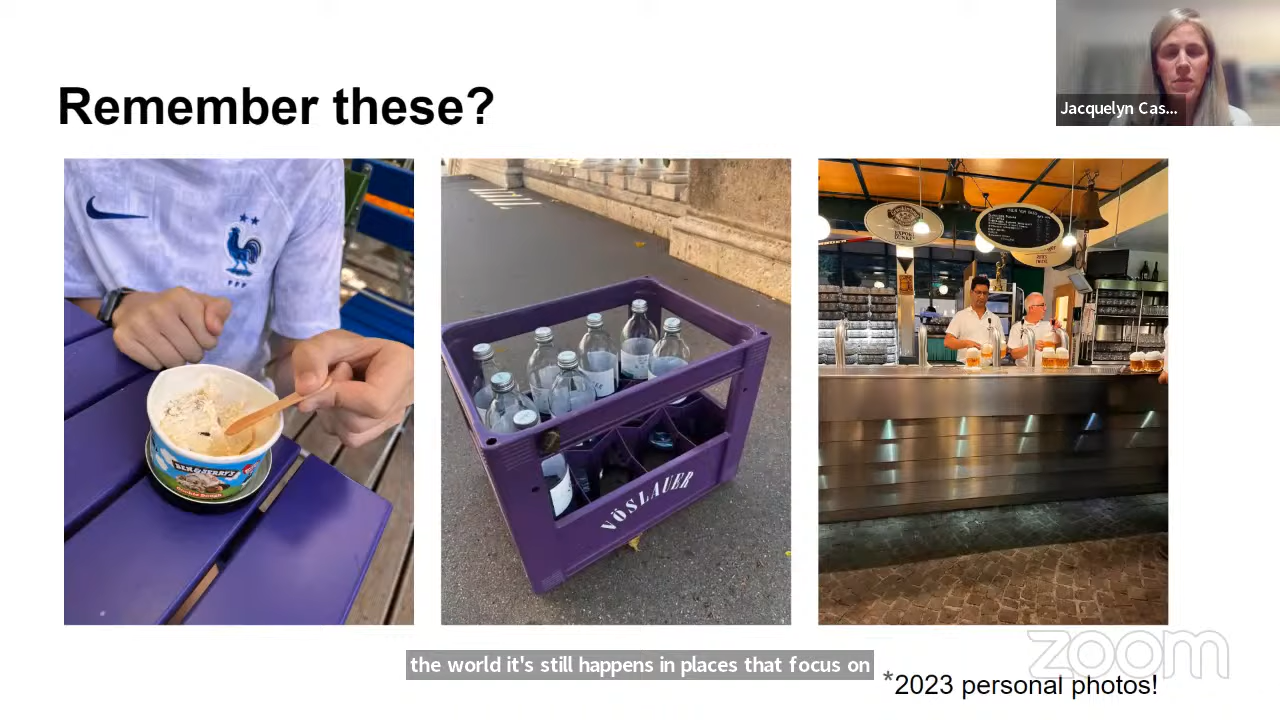 Jacquelyn Cas...
Remember these?
BEN & JERRY'S
VÖSLAUER
the world it's still happens in places that focus on
*2023 personal photos!
zoom